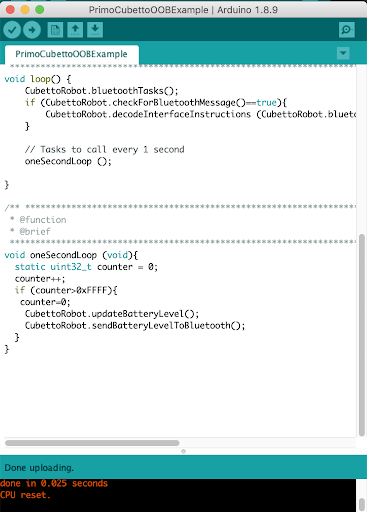 PrimoCubettoOOBExample | Arduino 1.8.9
PrimoCubettoOOBExample
*****************************************************************
void loop() {
CubettoRobot.bluetoothTasks();
if (CubettoRobot.checkForBluetoothMessage()==true){
CubettoRobot.decodeInterfaceInstructions (CubettoRobot.bluet
}
// Tasks to call every 1 second
oneSecondLoop ();
}
/** **************************************************************
* @function
* @brief
*****************************************************************
void oneSecondLoop (void){
static uint32_t counter = 0;
counter++;
if (counter>0xFFFF){
counter=0;
CubettoRobot.updateBatteryLevel();
CubettoRobot.sendBatteryLevelToBluetooth();
}
}
Done uploading.
done in 0.025 seconds
CPU reset.